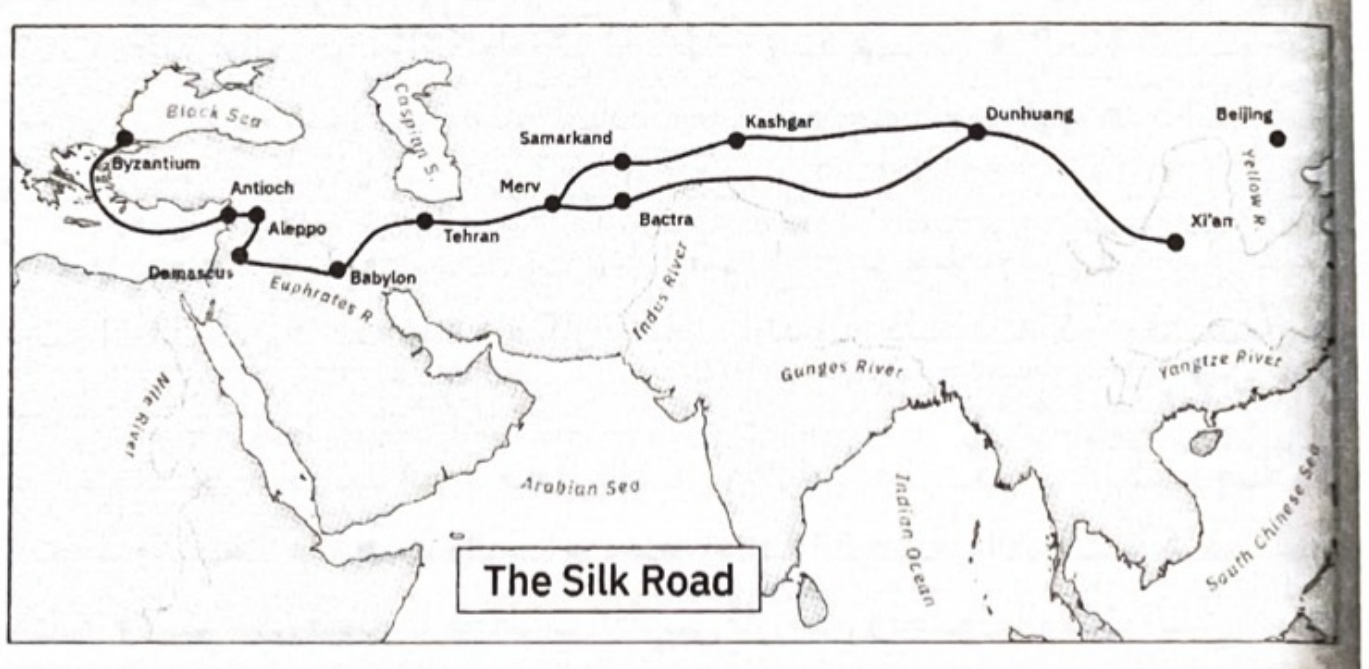 Black Sea
Caspian S.
Byzantium
Antioch
Aleppo
Damascus
Euphrates R.
Babylon
Tehran
Merv
Samarkand
Bactra
Kashgar
Dunhuang
Beijing
Yellow R.
Xi'an
Indus River
Gunges River
Yangtze River
Nile River
Arabian Sea
Indian Ocean
South Chinese Sea
The Silk Road